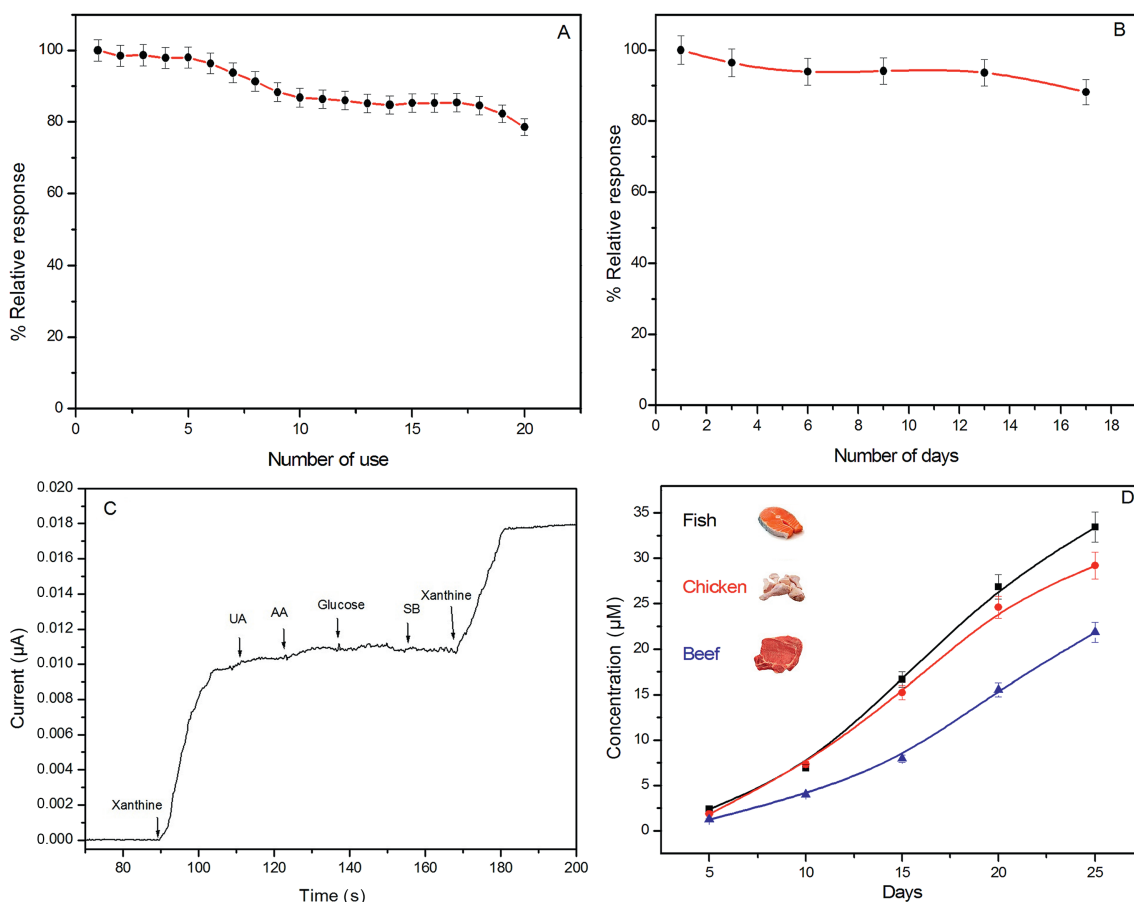 A
% Relative response
100
80
60
40
20
0
0 5 10 15 20
Number of use
B
% Relative response
100
80
60
40
20
0
0 2 4 6 8 10 12 14 16 18
Number of days
C
Current (µA)
0.020
0.018
0.016
0.014
0.012
0.010
0.008
0.006
0.004
0.002
0.000
Xanthine
UA
AA
Glucose
SB
Xanthine
80 100 120 140 160 180 200
Time (s)
D
Concentration (µM)
35
30
25
20
15
10
5
0
Fish
Chicken
Beef
5 10 15 20 25
Days